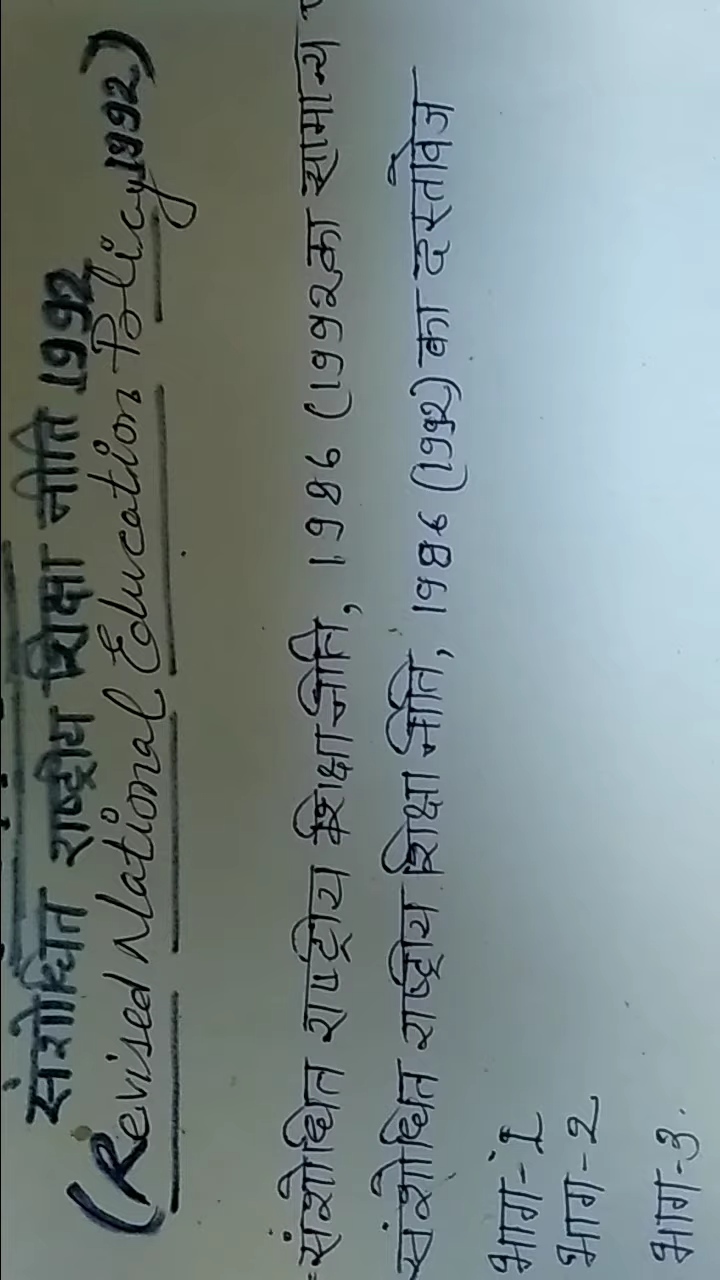 संशोधित राष्ट्रीय शिक्षा नीति 1992
(Revised National Education Policy 1992)
संशोधित राष्ट्रीय शिक्षा नीति, 1986 (1992 का सामान्य
संशोधित राष्ट्रीय शिक्षा नीति, 1986 (1992) का दस्तावेज
भाग-1
भाग-2
भाग-3.